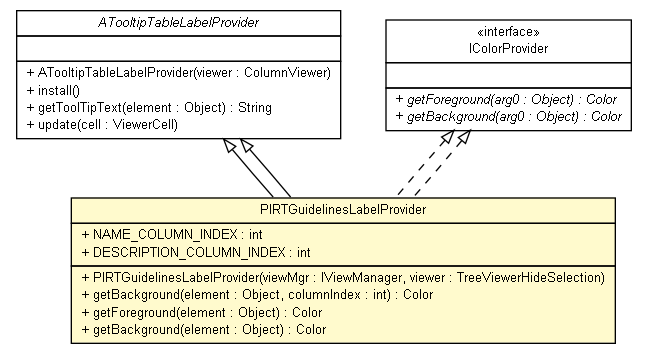 ATooltipTableLabelProvider
+ ATooltipTableLabelProvider(viewer : ColumnViewer)
+ install()
+ getToolTipText(element : Object) : String
+ update(cell : ViewerCell)
«interface»
IColorProvider
+ getForeground(arg0 : Object) : Color
+ getBackground(arg0 : Object) : Color
PIRTGuidelinesLabelProvider
+ NAME_COLUMN_INDEX : int
+ DESCRIPTION_COLUMN_INDEX : int
+ PIRTGuidelinesLabelProvider(viewMgr : IViewManager, viewer : TreeViewerHideSelection)
+ getBackground(element : Object, columnIndex : int) : Color
+ getForeground(element : Object) : Color
+ getBackground(element : Object) : Color